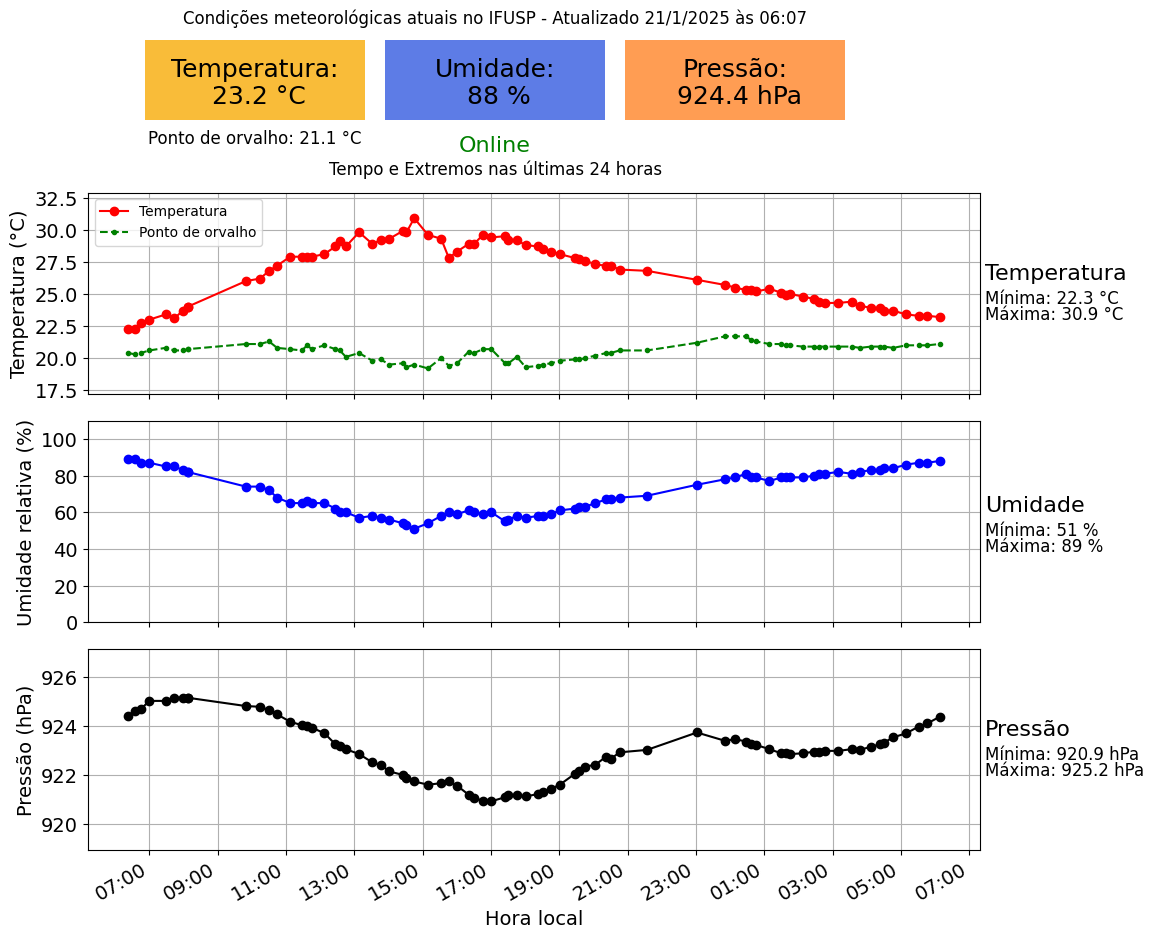 Condições meteorológicas atuais no IFUSP - Atualizado 21/1/2025 às 06:07
Temperatura:
23.2 °C
Umidade:
88 %
Pressão:
924.4 hPa
Ponto de orvalho: 21.1 °C
Online
Tempo e Extremos nas últimas 24 horas
Temperatura (°C)
32.5
30.0
27.5
25.0
22.5
20.0
17.5
Temperatura
Ponto de orvalho
Temperatura
Mínima: 22.3 °C
Máxima: 30.9 °C
Umidade relativa (%)
100
80
60
40
20
0
Umidade
Mínima: 51 %
Máxima: 89 %
Pressão (hPa)
926
924
922
920
Pressão
Mínima: 920.9 hPa
Máxima: 925.2 hPa
07:00 09:00 11:00 13:00 15:00 17:00 19:00 21:00 23:00 01:00 03:00 05:00 07:00
Hora local